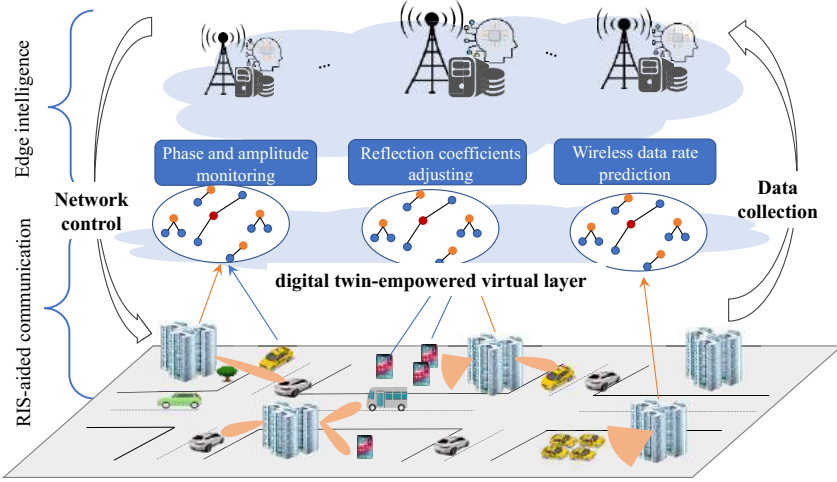 Edge intelligence
...
...
Phase and amplitude
monitoring
Reflection coefficients
adjusting
Wireless data rate
prediction
Network
control
Data
collection
digital twin-empowered virtual layer
RIS-aided communication